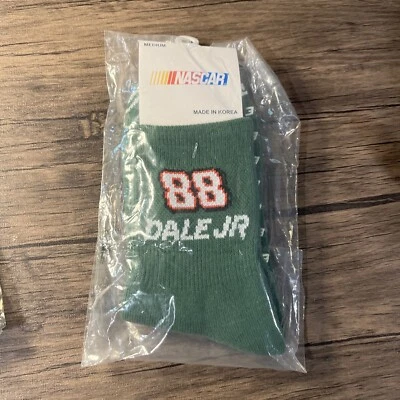 MEDIUM
NASCAR
MADE IN KOREA
88
DALE JR